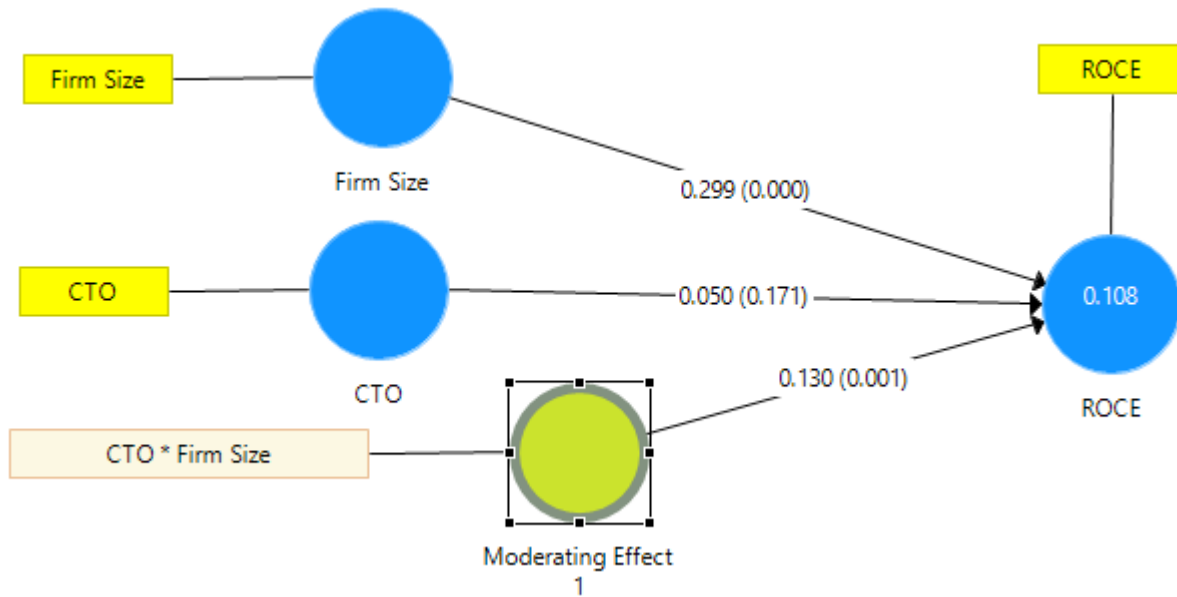 Firm Size
ROCE
Firm Size
0.299 (0.000)
CTO
0.050 (0.171)
0.108
CTO
0.130 (0.001)
ROCE
CTO * Firm Size
Moderating Effect
1